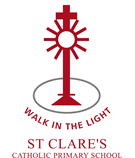 WALK IN THE LIGHT
ST CLARE'S
CATHOLIC PRIMARY SCHOOL